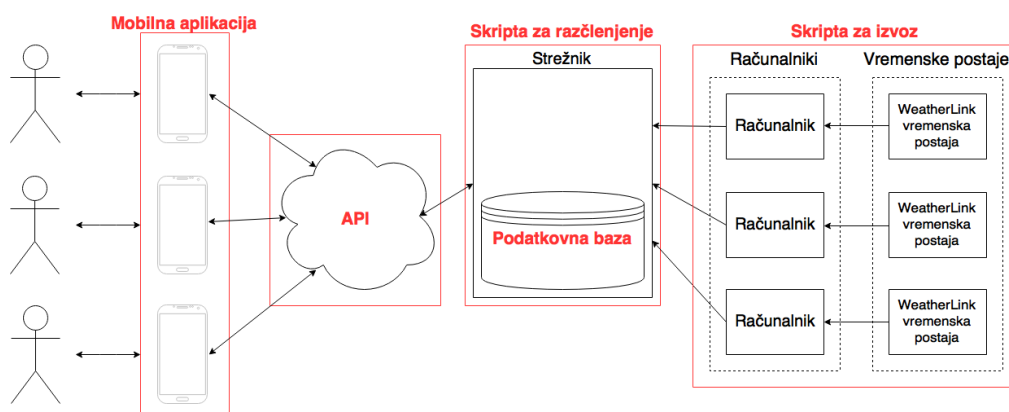 Mobilna aplikacija
API
Skripta za razčlenjenje
Strežnik
Podatkovna baza
Skripta za izvoz
Računalniki
Vremenske postaje
Računalnik
WeatherLink
vremenska
postaja
Računalnik
WeatherLink
vremenska
postaja
Računalnik
WeatherLink
vremenska
postaja